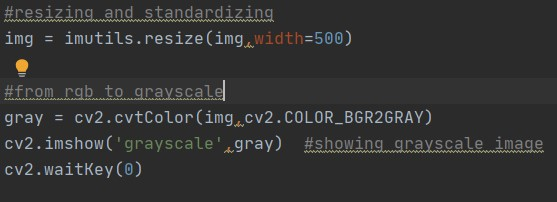 #resizing and standardizing
img = imutils.resize(img,width=500)
#from rgb to grayscale
gray = cv2.cvtColor(img,cv2.COLOR_BGR2GRAY)
cv2.imshow('grayscale',gray)  #showing grayscale image
cv2.waitKey(0)